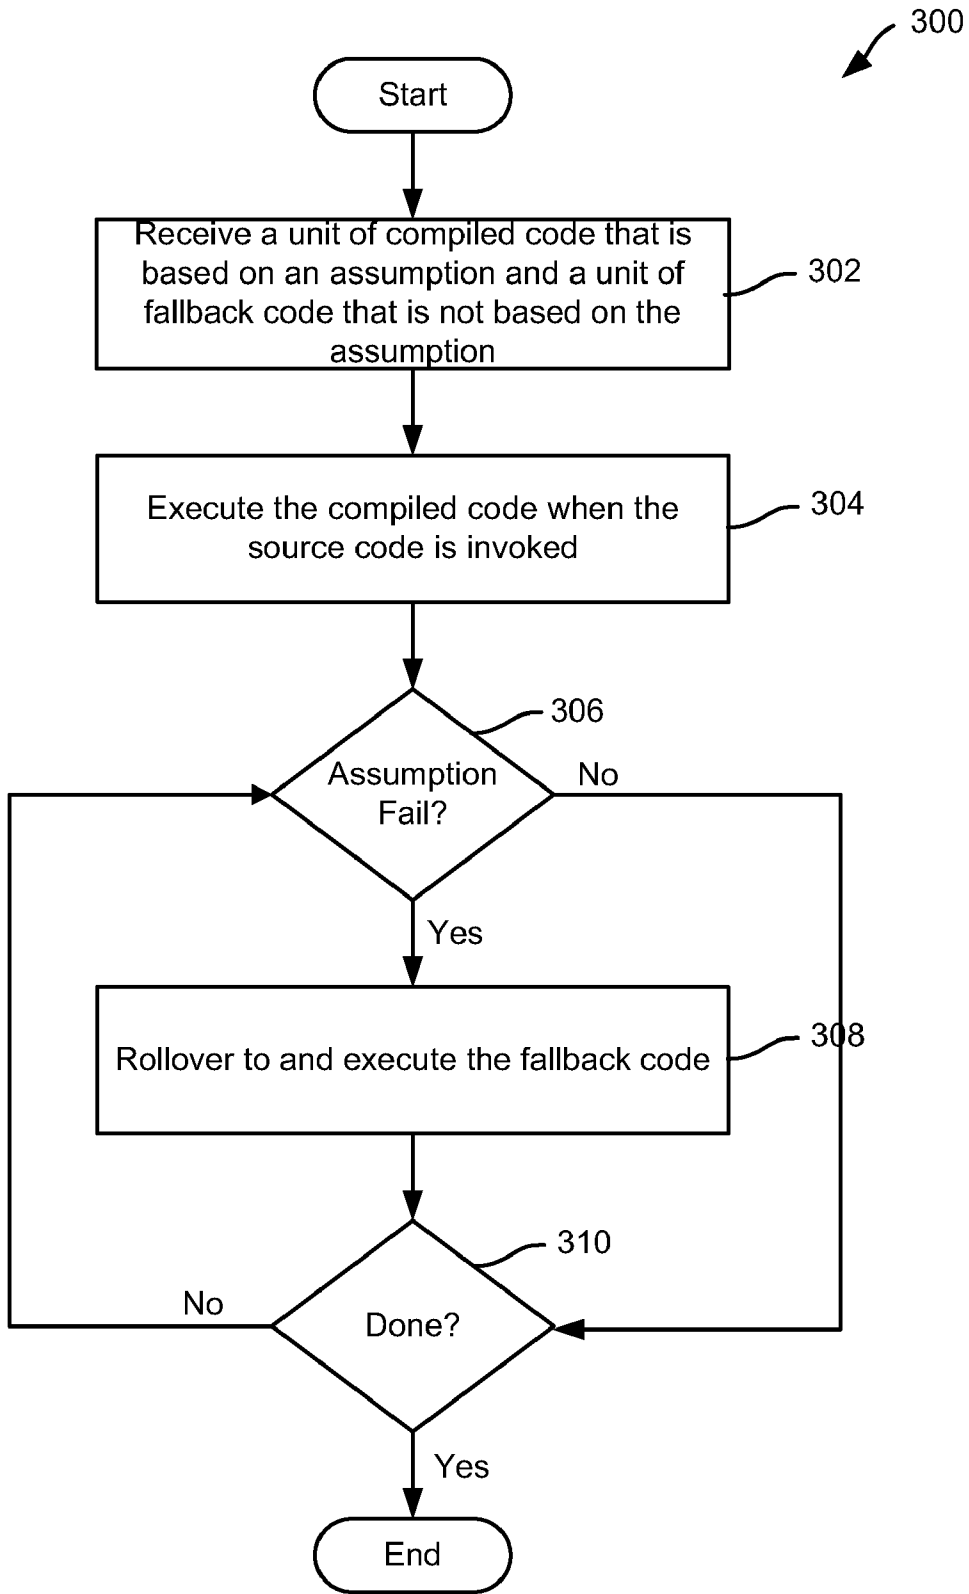 300
Start
Receive a unit of compiled code that is
based on an assumption and a unit of
fallback code that is not based on the
assumption
302
Execute the compiled code when the
source code is invoked
304
306
Assumption
Fail?
No
Yes
Rollover to and execute the fallback code
308
310
Done?
No
Yes
End